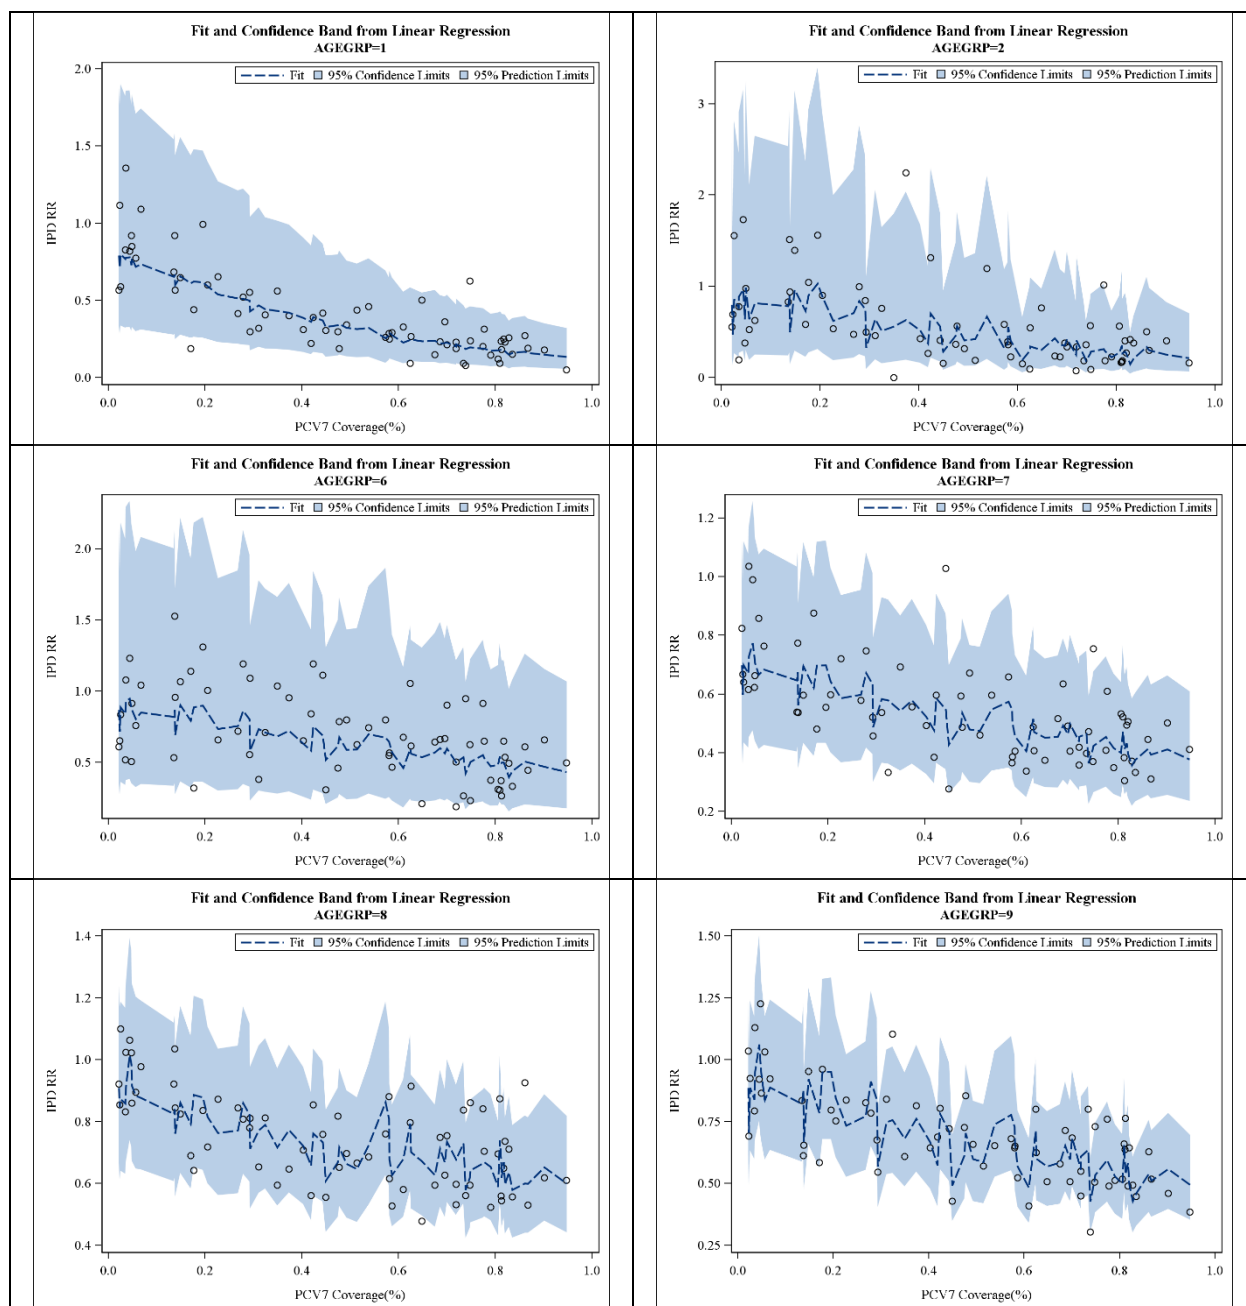 Fit and Confidence Band from Linear Regression
AGEGRP=1
Fit 95% Confidence Limits 95% Prediction Limits
2.0
1.5
1.0
0.5
0.0
IPD RR
0.0 0.2 0.4 0.6 0.8 1.0
PCV7 Coverage(%)
Fit and Confidence Band from Linear Regression
AGEGRP=2
Fit 95% Confidence Limits 95% Prediction Limits
3
2
1
0
IPD RR
0.0 0.2 0.4 0.6 0.8 1.0
PCV7 Coverage(%)
Fit and Confidence Band from Linear Regression
AGEGRP=6
Fit 95% Confidence Limits 95% Prediction Limits
2.0
1.5
1.0
0.5
IPD RR
0.0 0.2 0.4 0.6 0.8 1.0
PCV7 Coverage(%)
Fit and Confidence Band from Linear Regression
AGEGRP=7
Fit 95% Confidence Limits 95% Prediction Limits
1.2
1.0
0.8
0.6
0.4
0.2
IPD RR
0.0 0.2 0.4 0.6 0.8 1.0
PCV7 Coverage(%)
Fit and Confidence Band from Linear Regression
AGEGRP=8
Fit 95% Confidence Limits 95% Prediction Limits
1.4
1.2
1.0
0.8
0.6
0.4
IPD RR
0.0 0.2 0.4 0.6 0.8 1.0
PCV7 Coverage(%)
Fit and Confidence Band from Linear Regression
AGEGRP=9
Fit 95% Confidence Limits 95% Prediction Limits
1.50
1.25
1.00
0.75
0.50
0.25
IPD RR
0.0 0.2 0.4 0.6 0.8 1.0
PCV7 Coverage(%)